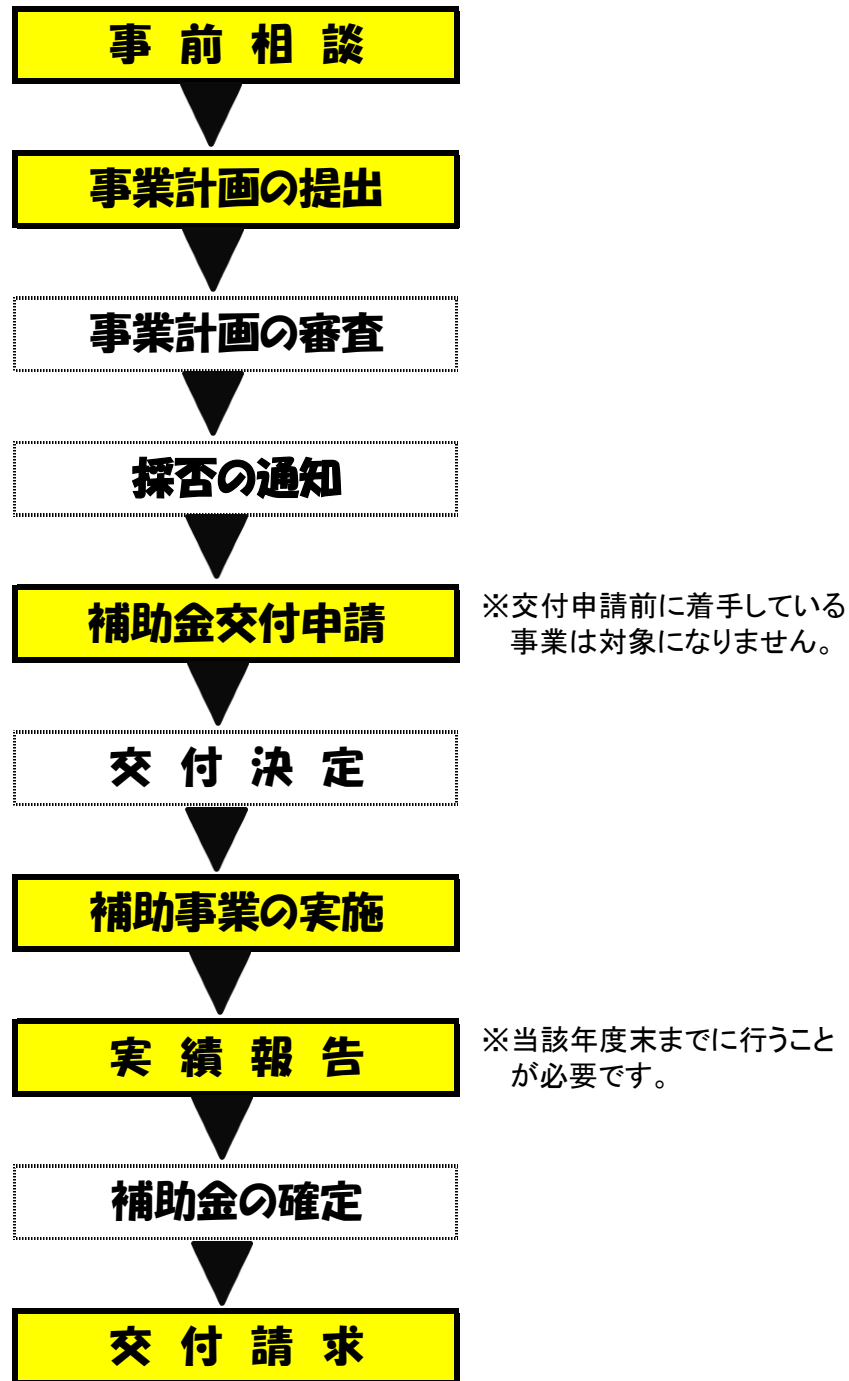 事前相談
事業計画の提出
事業計画の審査
採否の通知
補助金交付申請
※交付申請前に着手している
事業は対象になりません。
交付決定
補助事業の実施
実績報告
※当該年度末までに行うこと
が必要です。
補助金の確定
交付請求